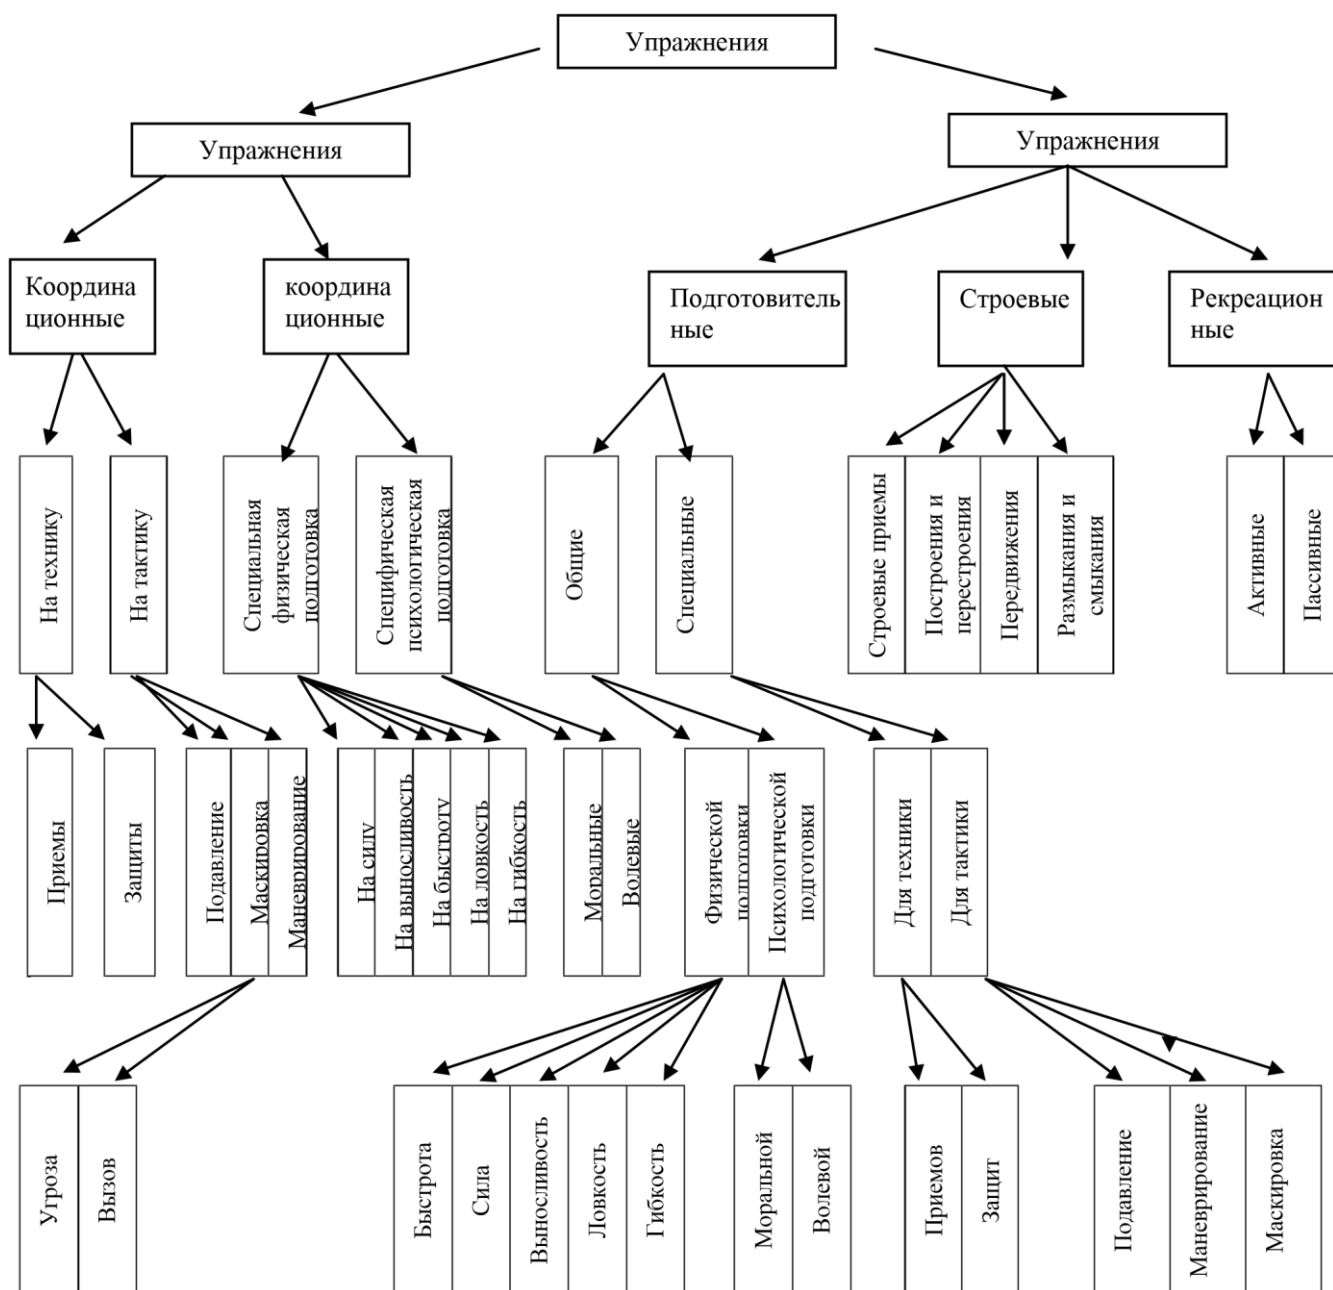 Упражнения
Упражнения
Упражнения
Координа
ционные
координа
ционные
Подготовитель
ные
Строевые
Рекреацион
ные
На технику
На тактику
Специальная
физическая
подготовка
Специфическая
психологическая
подготовка
Общие
Специальные
Строевые приемы
Построения и
перестроения
Передвижения
Размыкания и
смыкания
Активные
Пассивные
Приемы
Защиты
Подавление
Маскировка
Маневрирование
На силу
На выносливость
На быстроту
На ловкость
На гибкость
Моральные
Волевые
Физической
подготовки
Психологической
подготовки
Для техники
Для тактики
Угроза
Вызов
Быстрота
Сила
Выносливость
Ловкость
Гибкость
Моральной
Волевой
Приемов
Защит
Подавление
Маневрирование
Маскировка